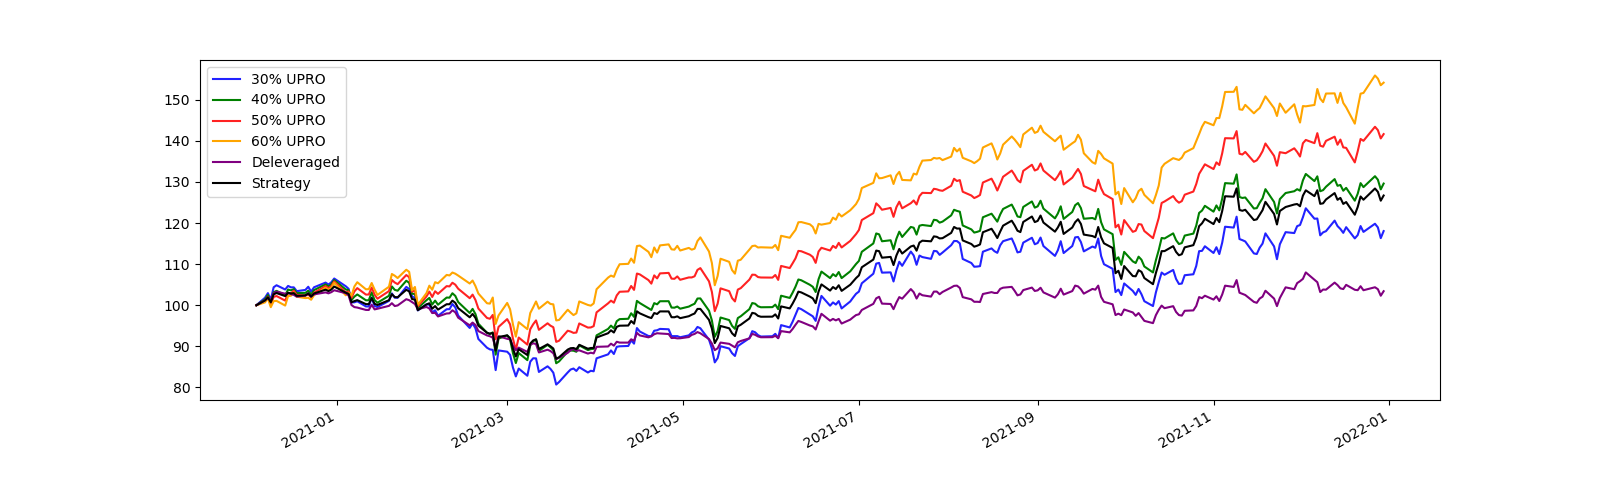 30% UPRO
40% UPRO
50% UPRO
60% UPRO
Deleveraged
Strategy
150
140
130
120
110
100
90
80
2021-01
2021-03
2021-05
2021-07
2021-09
2021-11
2022-01